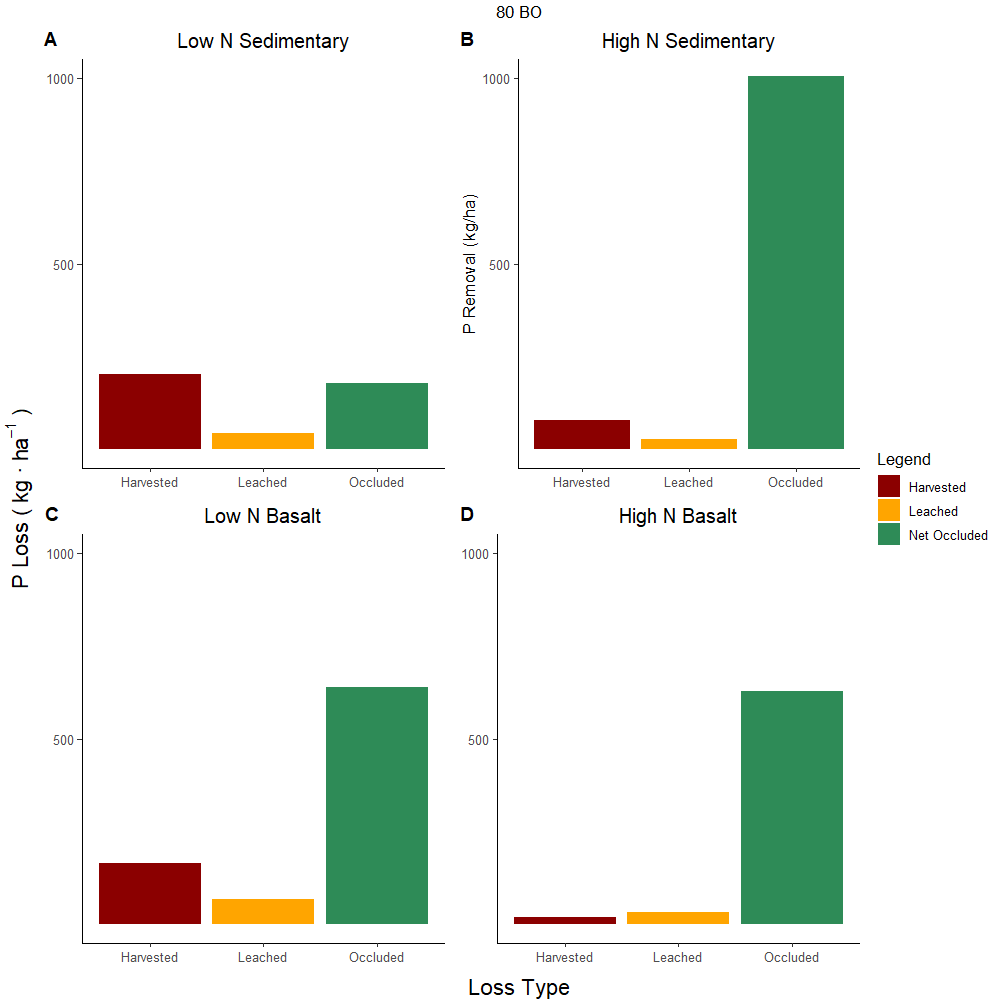 80 BO
A
Low N Sedimentary
B
High N Sedimentary
1000
500
Harvested
Leached
Occluded
P Removal (kg/ha)
1000
500
Harvested
Leached
Occluded
P Loss ( kg · ha⁻¹ )
C
Low N Basalt
D
High N Basalt
1000
500
Harvested
Leached
Occluded
1000
500
Harvested
Leached
Occluded
Loss Type
Legend
Harvested
Leached
Net Occluded